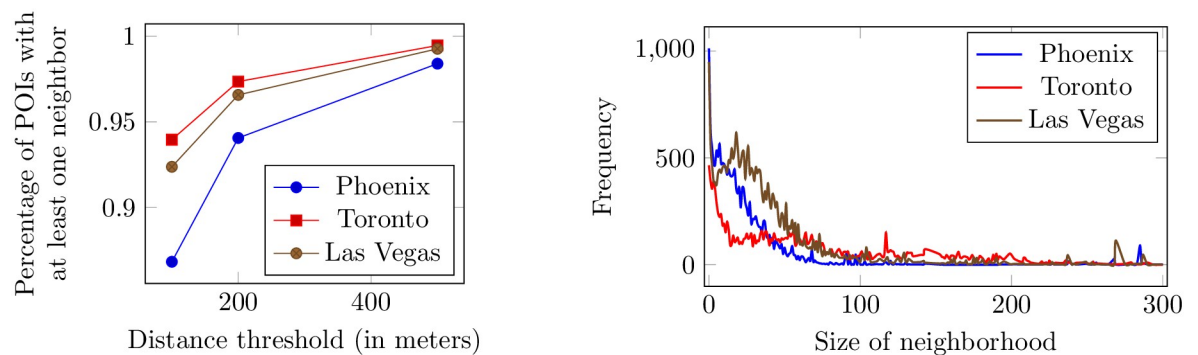 Percentage of POIs with
at least one neightbor
1
0.95
0.9
200
400
Distance threshold (in meters)
Phoenix
Toronto
Las Vegas
Frequency
1,000
500
0
0
100
200
300
Size of neighborhood
Phoenix
Toronto
Las Vegas